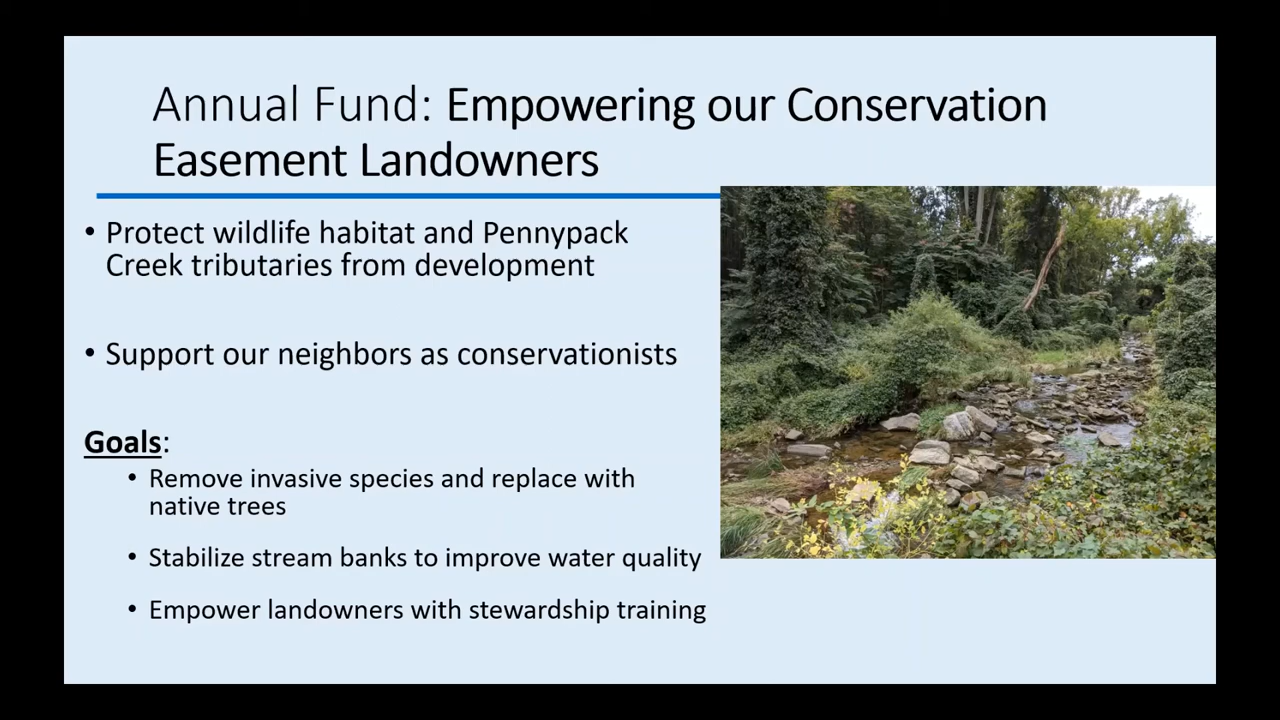 Annual Fund: Empowering our Conservation
Easement Landowners
• Protect wildlife habitat and Pennypack
Creek tributaries from development
• Support our neighbors as conservationists
Goals:
• Remove invasive species and replace with
native trees
• Stabilize stream banks to improve water quality
• Empower landowners with stewardship training